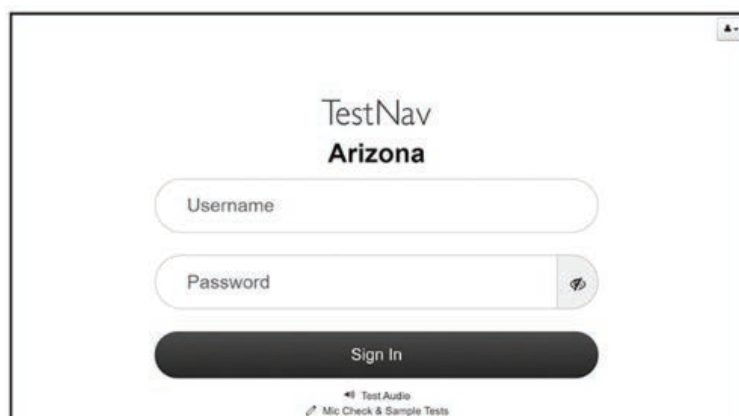 TestNav
Arizona
Username
Password
Sign In
Test Audio
Mic Check & Sample Tests